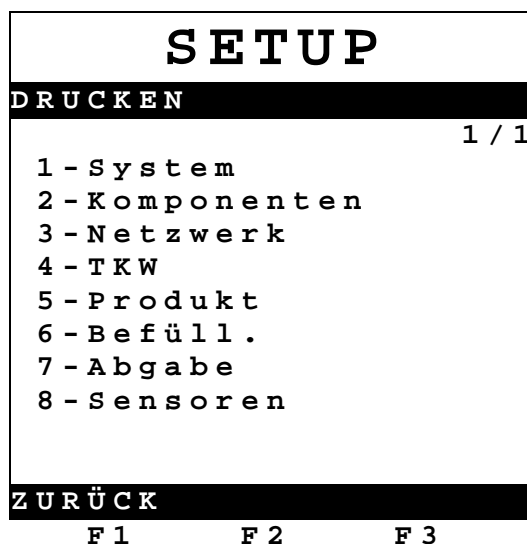 SETUP
DRUCKEN
1/1
1-System
2-Komponenten
3-Netzwerk
4-TKW
5-Produkt
6-Befüll.
7-Abgabe
8-Sensoren
ZURÜCK
F1 F2 F3